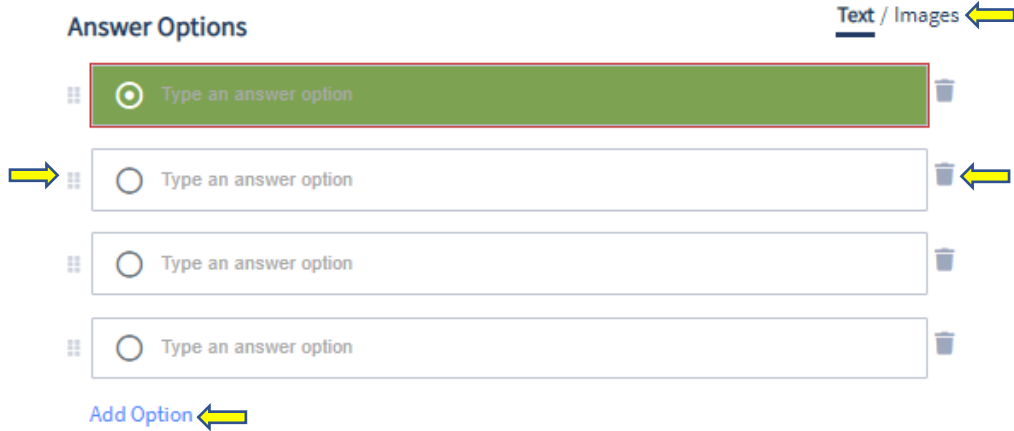 Text / Images
Answer Options
Type an answer option
Type an answer option
Type an answer option
Type an answer option
Add Option